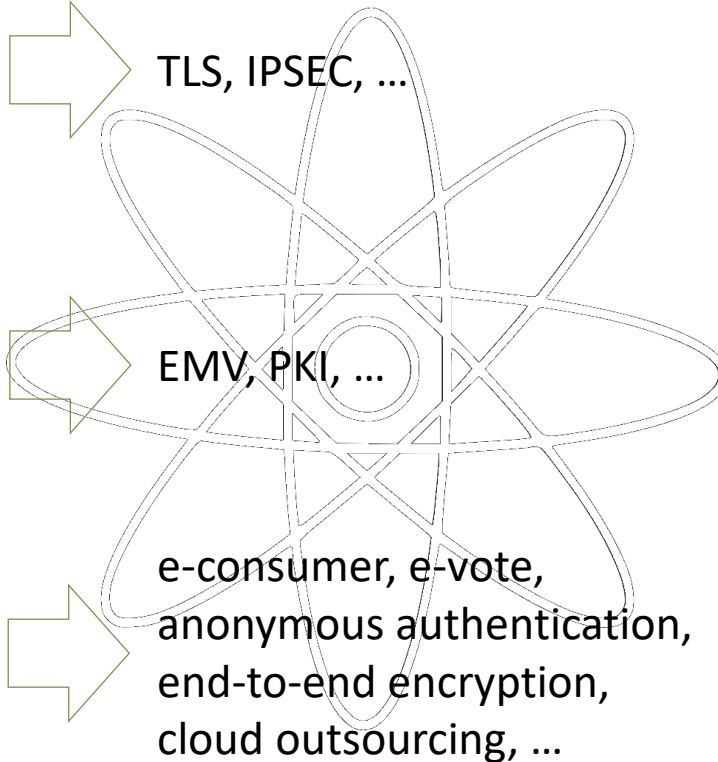 TLS, IPSEC, …
EMV, PKI, …
e-consumer, e-vote,
anonymous authentication,
end-to-end encryption,
cloud outsourcing, …